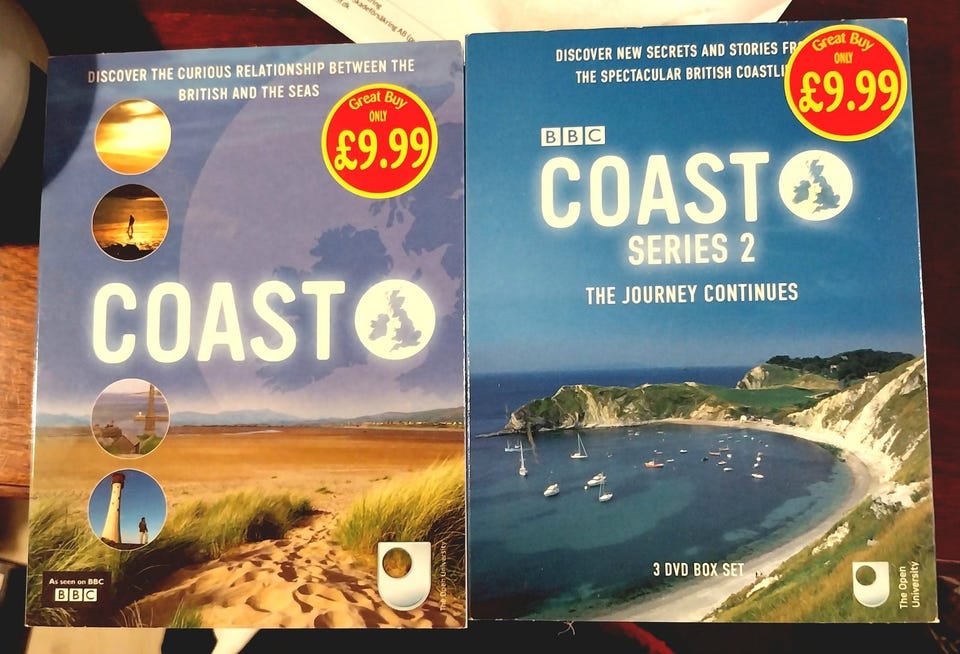 Skadeförsäkring AB
DISCOVER THE CURIOUS RELATIONSHIP BETWEEN THE
BRITISH AND THE SEAS
Great Buy
ONLY
£9.99
COAST
As seen on BBC
BBC
The Open University
DISCOVER NEW SECRETS AND STORIES
THE SPECTACULAR BRITISH
Great Buy
ONLY
£9.99
BBC
COAST
SERIES 2
THE JOURNEY CONTINUES
3 DVD BOX SET
The Open
University